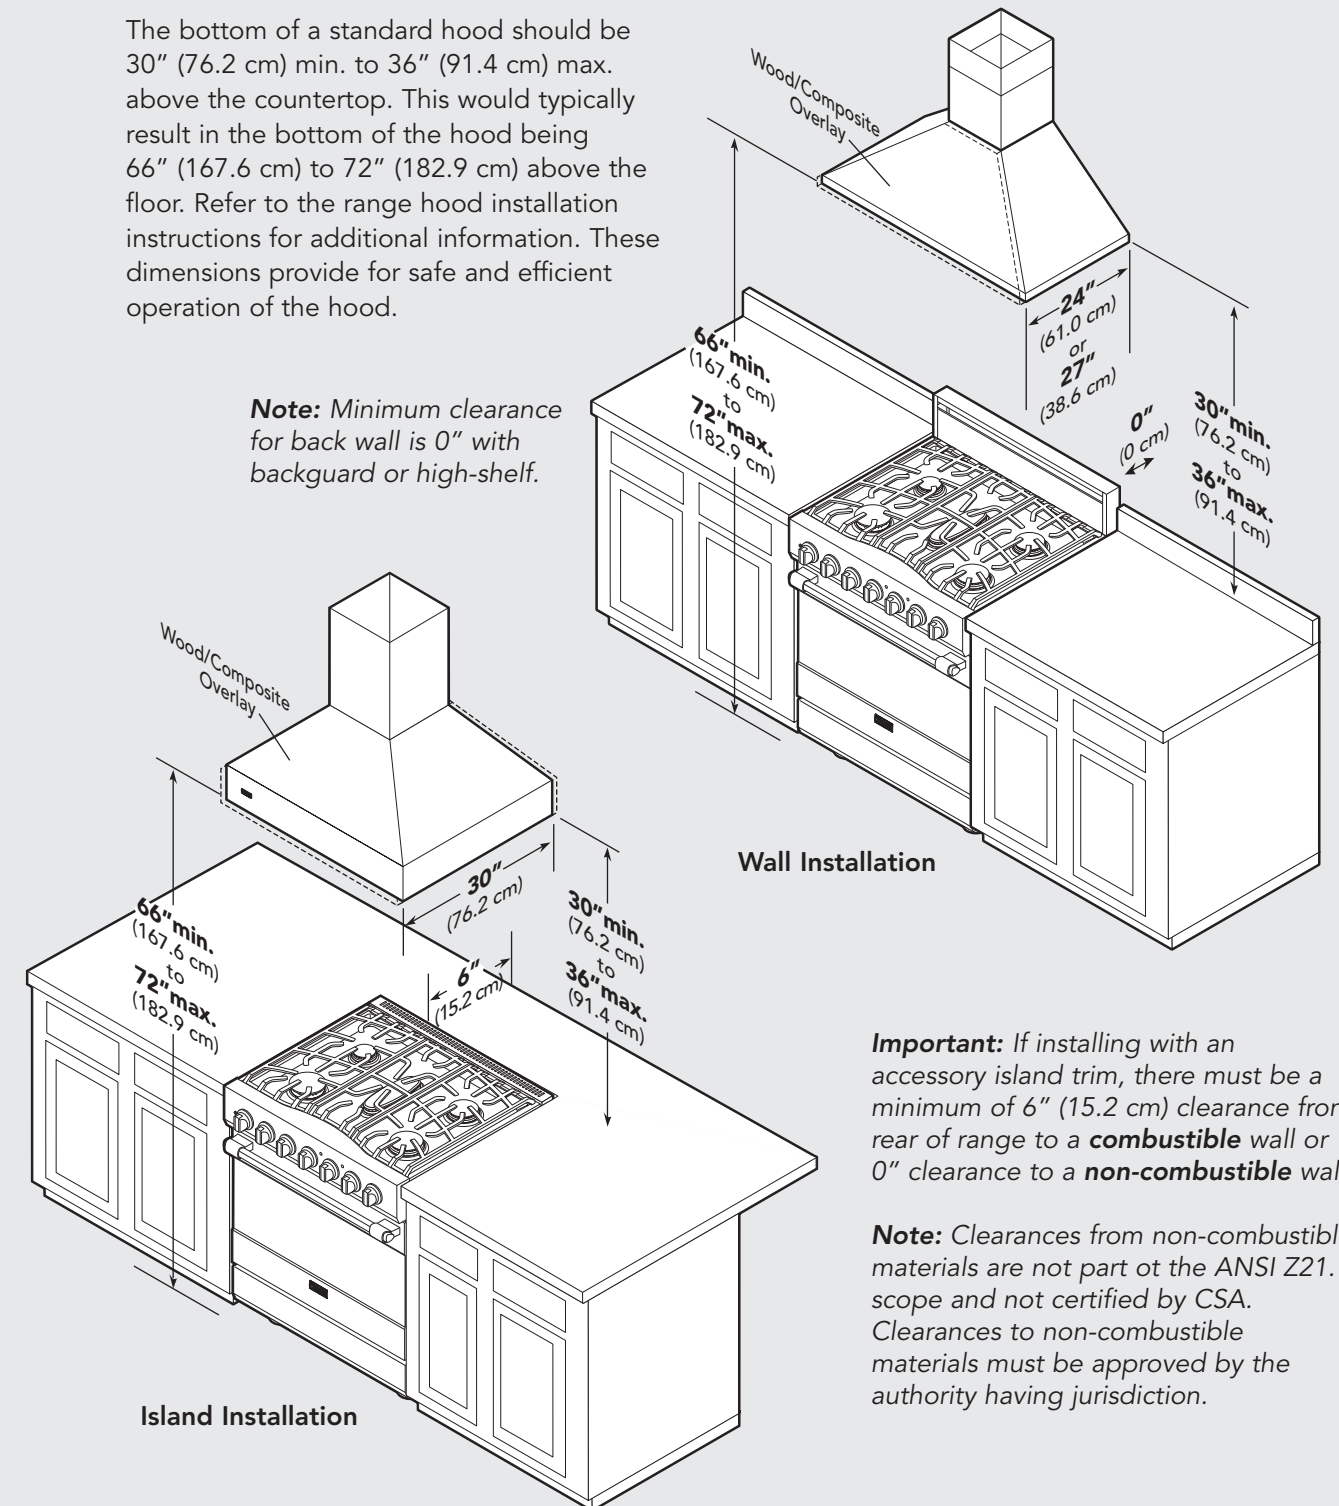 The bottom of a standard hood should be
30” (76.2 cm) min. to 36” (91.4 cm) max.
above the countertop. This would typically
result in the bottom of the hood being
66” (167.6 cm) to 72” (182.9 cm) above the
floor. Refer to the range hood installation
instructions for additional information. These
dimensions provide for safe and efficient
operation of the hood.
Note: Minimum clearance
for back wall is 0” with
backguard or high-shelf.
Wood/Composite
Overlay
66”min.
(167.6 cm)
to
72”max.
(182.9 cm)
24”
(61.0 cm)
or
27”
(38.6 cm)
0”
(0 cm)
30”min.
(76.2 cm)
to
36”max.
(91.4 cm)
Wall Installation
Wood/Composite
Overlay
66”min.
(167.6 cm)
to
72”max.
(182.9 cm)
30”
(76.2 cm)
6”
(15.2 cm)
30”min.
(76.2 cm)
to
36”max.
(91.4 cm)
Island Installation
Important: If installing with an
accessory island trim, there must be a
minimum of 6” (15.2 cm) clearance from
rear of range to a combustible wall or
0” clearance to a non-combustible wal
Note: Clearances from non-combustibl
materials are not part ot the ANSI Z21.
scope and not certified by CSA.
Clearances to non-combustible
materials must be approved by the
authority having jurisdiction.